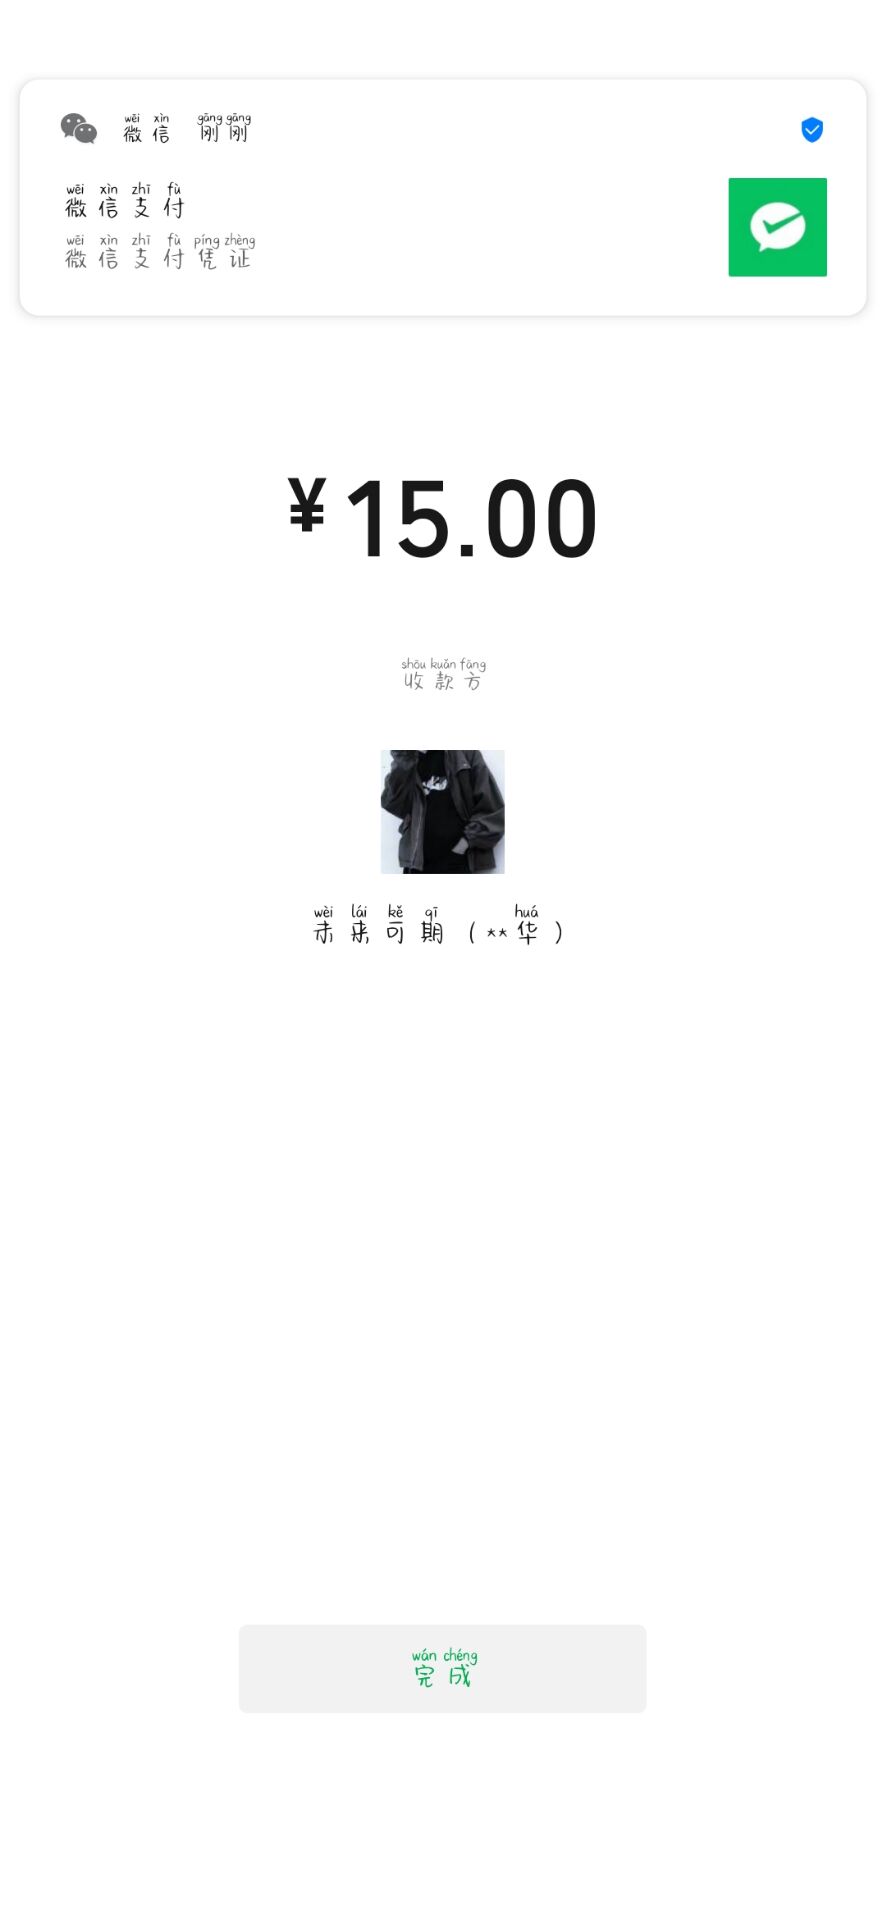 wēi xìn gāng gāng
微信 刚刚
wēi xìn zhī fù
微信支付
wēi xìn zhī fù píng zhèng
微信支付凭证
¥15.00
shōu kuǎn fāng
收款方
wèi lái kě qī huá
未来可期(**华)
wán chéng
完成